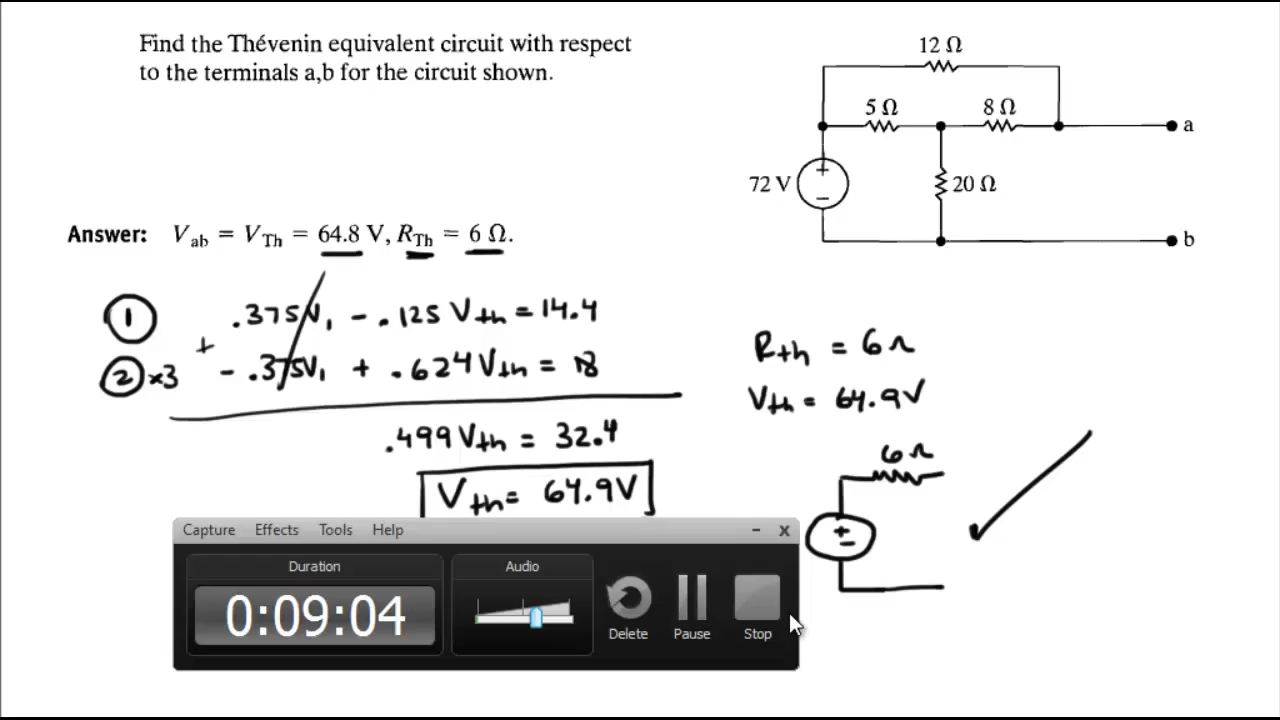 Find the Thévenin equivalent circuit with respect
to the terminals a,b for the circuit shown.
12 Ω
5 Ω
8 Ω
a
72 V
+
−
20 Ω
b
Answer: Vab = VTh = 64.8 V, RTh = 6 Ω.
1 .375V1 - .125 Vth = 14.4
+
2 x3 - .375V1 + .624Vth = 18
.499Vth = 32.4
Vth = 64.9V
Rth = 6Ω
Vth = 64.9V
6Ω
+
−
Capture Effects Tools Help
− x
Duration
Audio
0:09:04
Delete
Pause
Stop